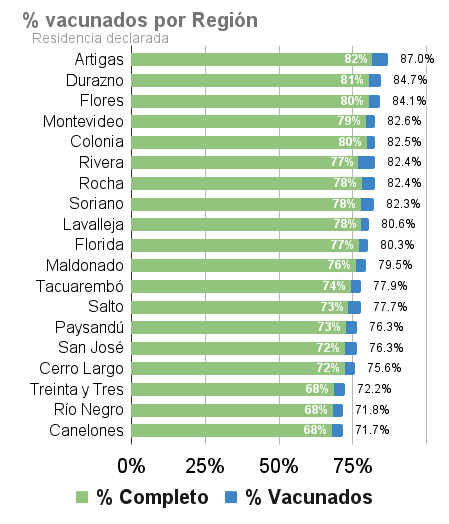 % vacunados por Región
Residencia declarada
Artigas 82% 87.0%
Durazno 81% 84.7%
Flores 80% 84.1%
Montevideo 79% 82.6%
Colonia 80% 82.5%
Rivera 77% 82.4%
Rocha 78% 82.4%
Soriano 78% 82.3%
Lavalleja 78% 80.6%
Florida 77% 80.3%
Maldonado 76% 79.5%
Tacuarembó 74% 77.9%
Salto 73% 77.7%
Paysandú 73% 76.3%
San José 72% 76.3%
Cerro Largo 72% 75.6%
Treinta y Tres 68% 72.2%
Río Negro 68% 71.8%
Canelones 68% 71.7%
0% 25% 50% 75%
% Completo % Vacunados